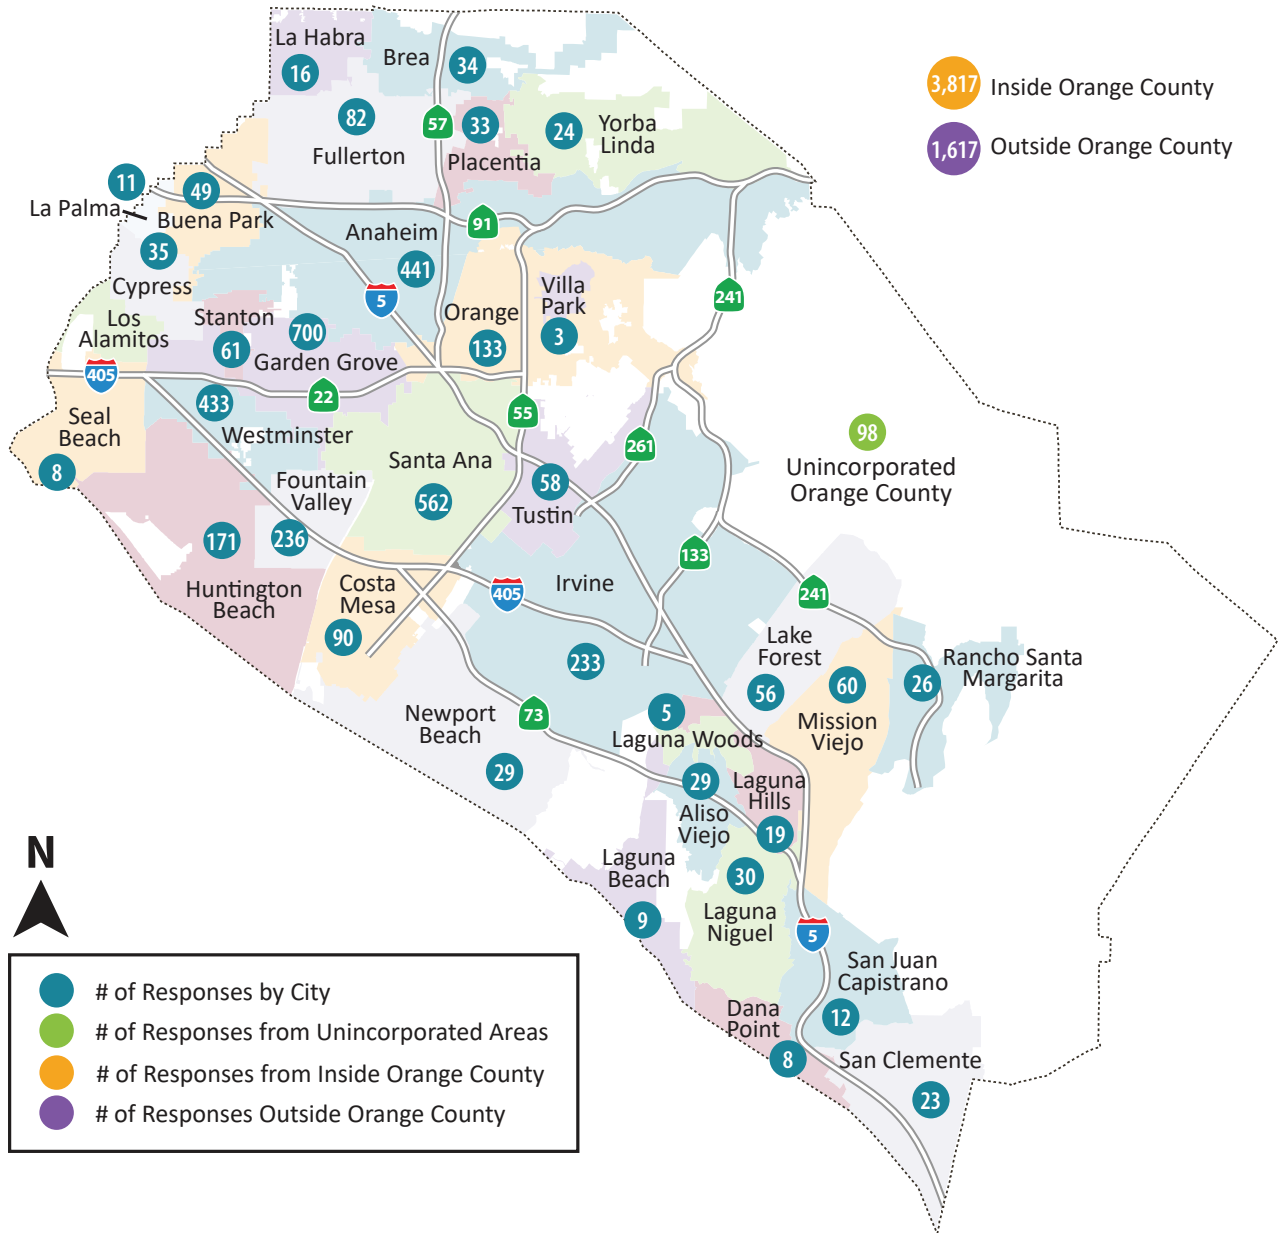 La Habra
16
Brea
34
3,817
Inside Orange County
82
Fullerton
57
33
Placentia
24
Yorba
Linda
1,617
Outside Orange County
11
La Palma
49
Buena Park
91
35
Cypress
Anaheim
441
5
Los
Alamitos
Stanton
61
700
Garden Grove
Orange
133
Villa
Park
3
241
405
22
55
Seal
Beach
8
433
Westminster
Santa Ana
562
261
98
Unincorporated
Orange County
Fountain
Valley
236
58
Tustin
171
Huntington
Beach
Costa
Mesa
90
405
Irvine
233
133
241
Lake
Forest
56
60
Mission
Viejo
26
Rancho Santa
Margarita
Newport
Beach
29
73
5
Laguna Woods
29
Aliso
Viejo
Laguna
Hills
19
N
Laguna
Beach
9
30
Laguna
Niguel
5
San Juan
Capistrano
12
Dana
Point
8
San Clemente
23
# of Responses by City
# of Responses from Unincorporated Areas
# of Responses from Inside Orange County
# of Responses Outside Orange County